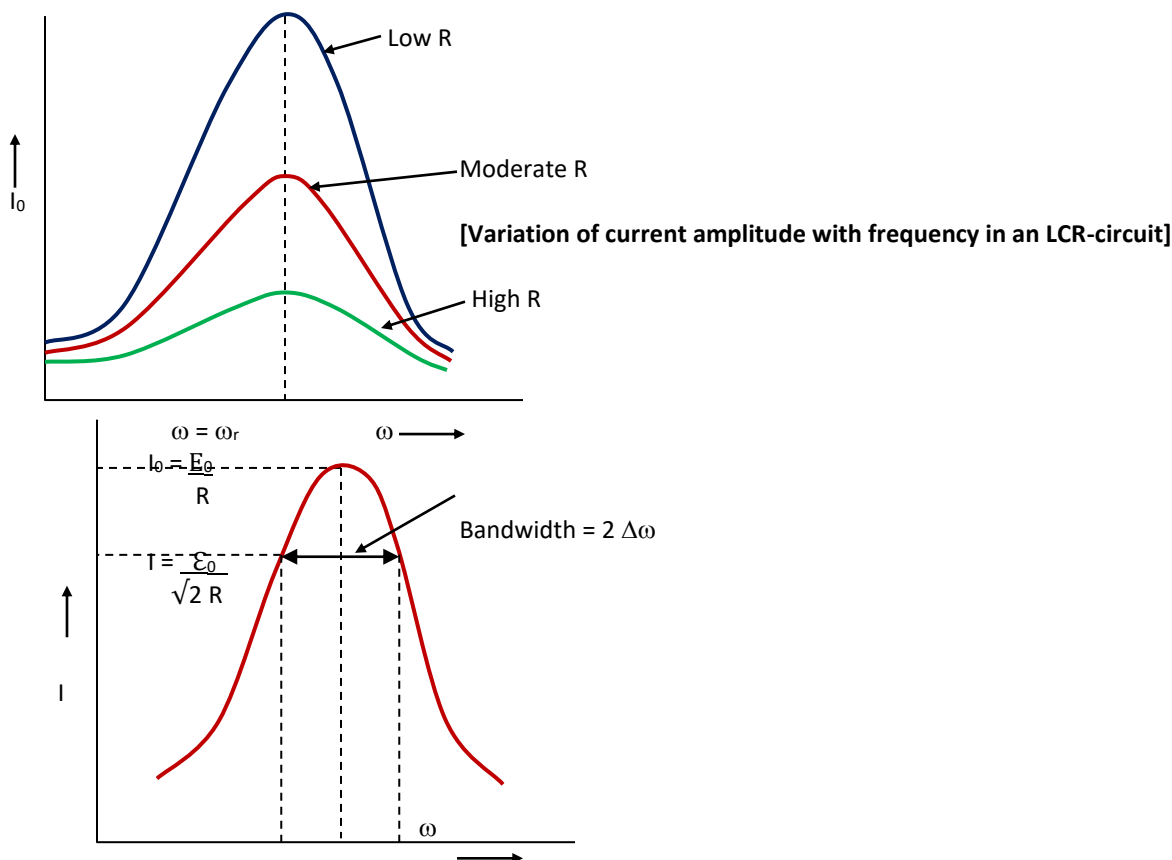 Low R
Moderate R
I₀
[Variation of current amplitude with frequency in an LCR-circuit]
High R
ω = ωᵣ ω
I₀ = E₀
R
Bandwidth = 2 Δω
I = Ɛ₀
√2 R
I
ω